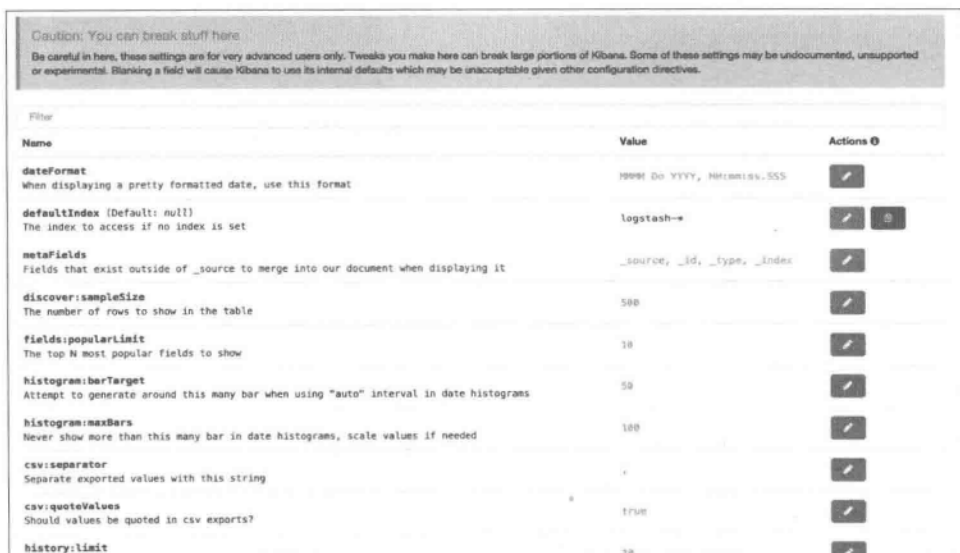 Caution: You can break stuff here
Be careful in here, these settings are for very advanced users only. Tweaks you make here can break large portions of Kibana. Some of these settings may be undocumented, unsupported
or experimental. Blanking a field will cause Kibana to use its internal defaults which may be unacceptable given other configuration directives.
Filter
Name Value Actions
dateFormat
When displaying a pretty formatted date, use this format MMMM Do YYYY, HH:mm:ss.SSS
defaultIndex (Default: null)
The index to access if no index is set logstash-*
metaFields
Fields that exist outside of _source to merge into our document when displaying it _source, _id, _type, _index
discover:sampleSize
The number of rows to show in the table 500
fields:popularLimit
The top N most popular fields to show 10
histogram:barTarget
Attempt to generate around this many bar when using "auto" interval in date histograms 50
histogram:maxBars
Never show more than this many bar in date histograms, scale values if needed 100
csv:separator
Separate exported values with this string ,
csv:quoteValues
Should values be quoted in csv exports? true
history:limit